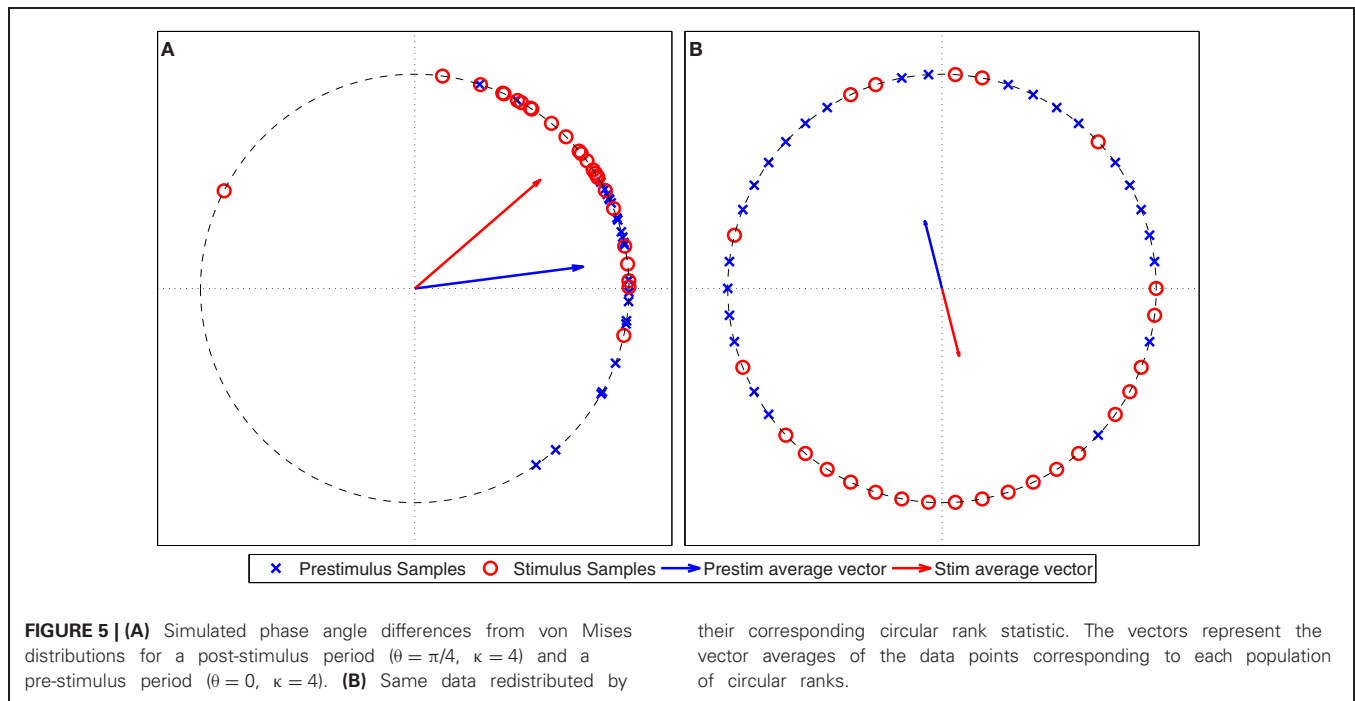 A
B
Prestimulus Samples Stimulus Samples Prestim average vector Stim average vector
FIGURE 5 | (A) Simulated phase angle differences from von Mises
distributions for a post-stimulus period (θ = π/4, κ = 4) and a
pre-stimulus period (θ = 0, κ = 4). (B) Same data redistributed by
their corresponding circular rank statistic. The vectors represent the
vector averages of the data points corresponding to each population
of circular ranks.